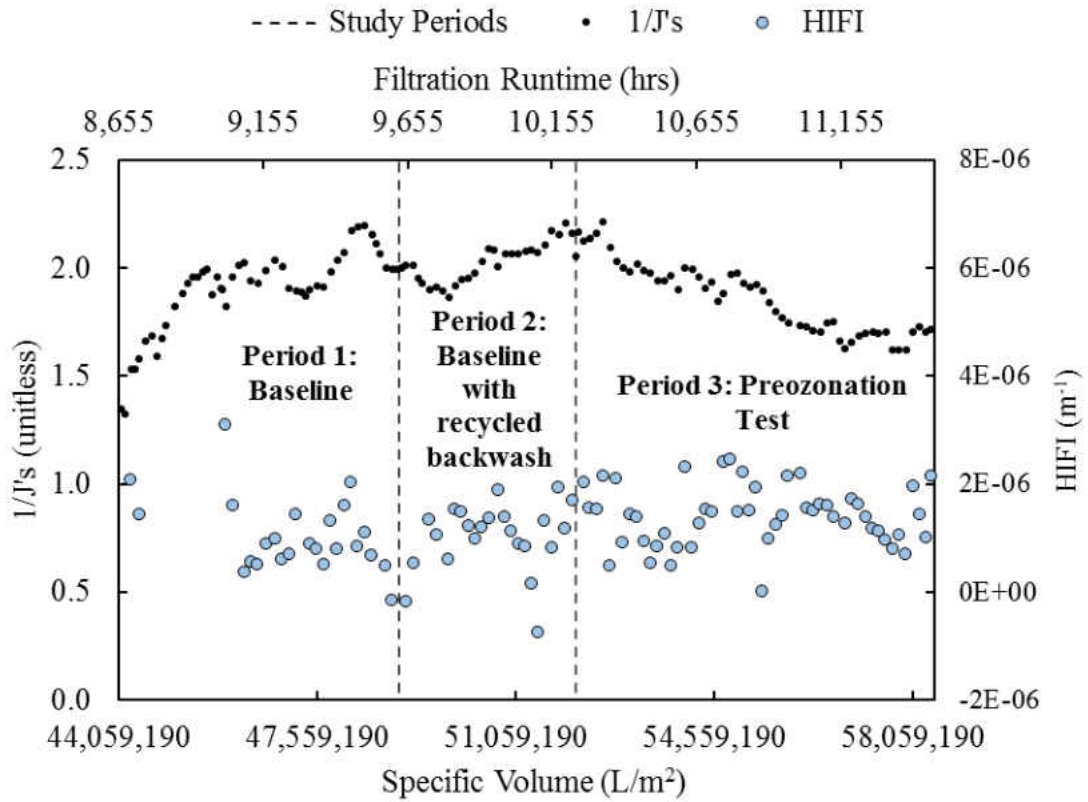 Study Periods 1/J's HIFI
Filtration Runtime (hrs)
8,655 9,155 9,655 10,155 10,655 11,155
2.5 8E-06
2.0 6E-06
1.5 4E-06
1.0 2E-06
0.5 0E+00
0.0 -2E-06
1/J's (unitless)
HIFI (m⁻¹)
Period 1:
Baseline
Period 2:
Baseline
with
recycled
backwash
Period 3: Preozonation
Test
44,059,190 47,559,190 51,059,190 54,559,190 58,059,190
Specific Volume (L/m²)